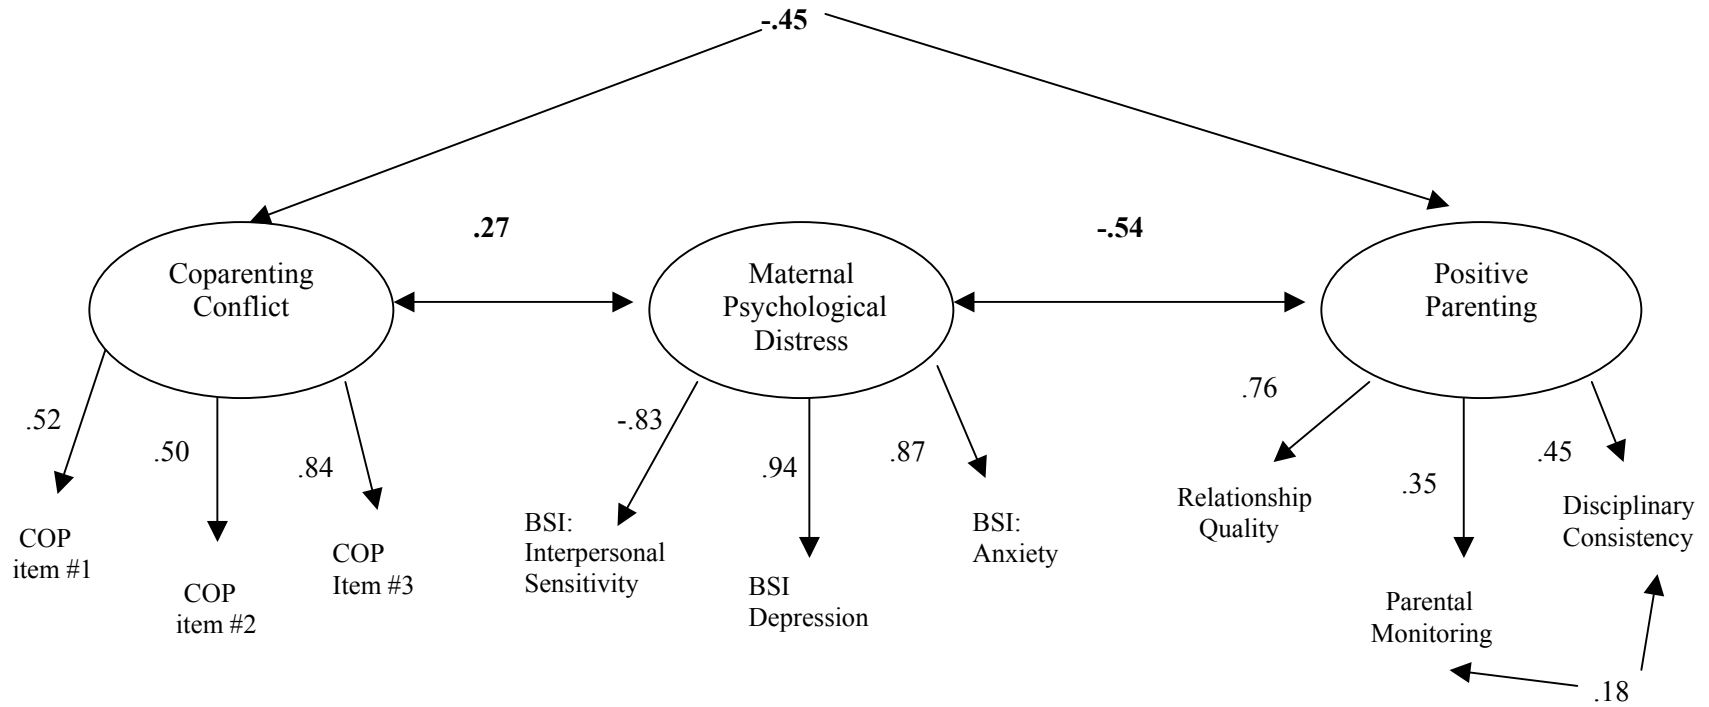 -.45
.27
-.54
Coparenting
Conflict
Maternal
Psychological
Distress
Positive
Parenting
.52
.50
.84
-.83
.94
.87
.76
.35
.45
COP
item #1
COP
item #2
COP
Item #3
BSI:
Interpersonal
Sensitivity
BSI
Depression
BSI:
Anxiety
Relationship
Quality
Parental
Monitoring
Disciplinary
Consistency
.18